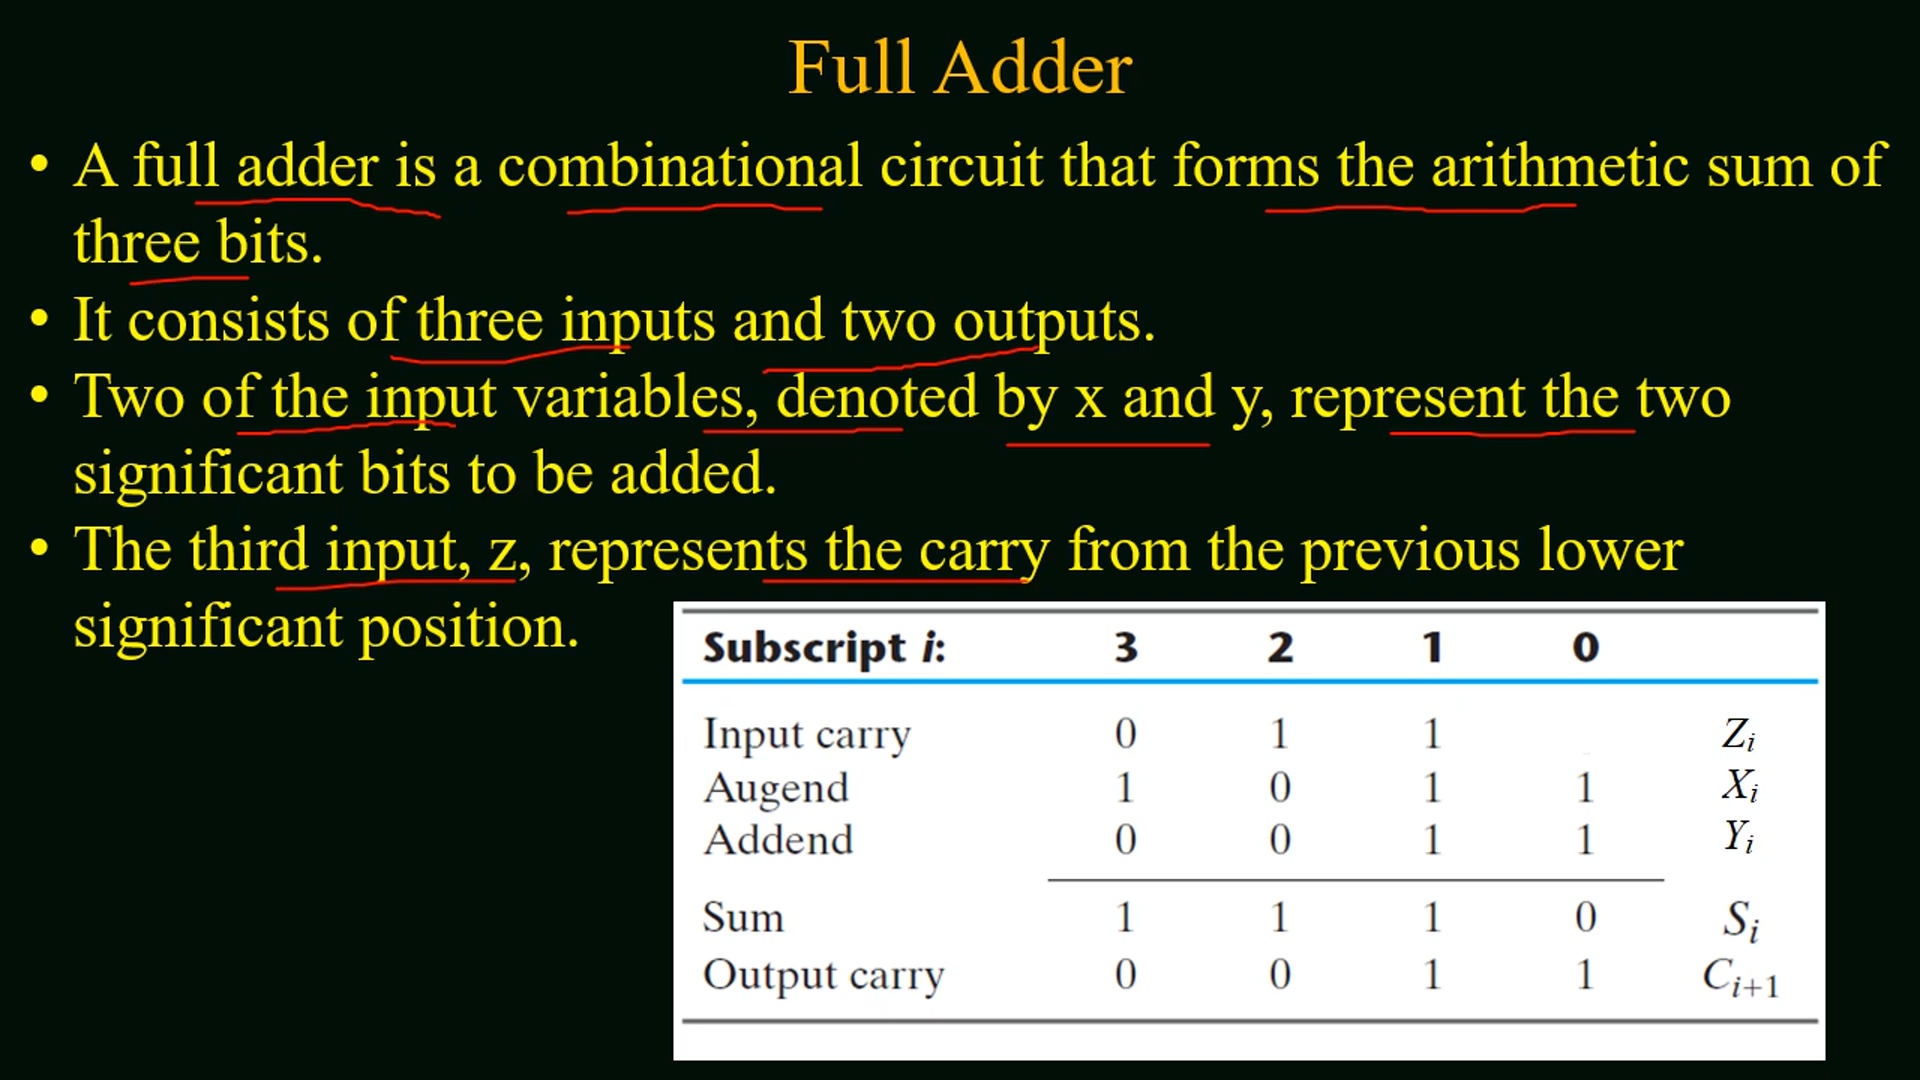 Full Adder
• A full adder is a combinational circuit that forms the arithmetic sum of
three bits.
• It consists of three inputs and two outputs.
• Two of the input variables, denoted by x and y, represent the two
significant bits to be added.
• The third input, z, represents the carry from the previous lower
significant position.
Subscript i: 3 2 1 0
Input carry 0 1 1 Zi
Augend 1 0 1 1 Xi
Addend 0 0 1 1 Yi
Sum 1 1 1 0 Si
Output carry 0 0 1 1 Ci+1